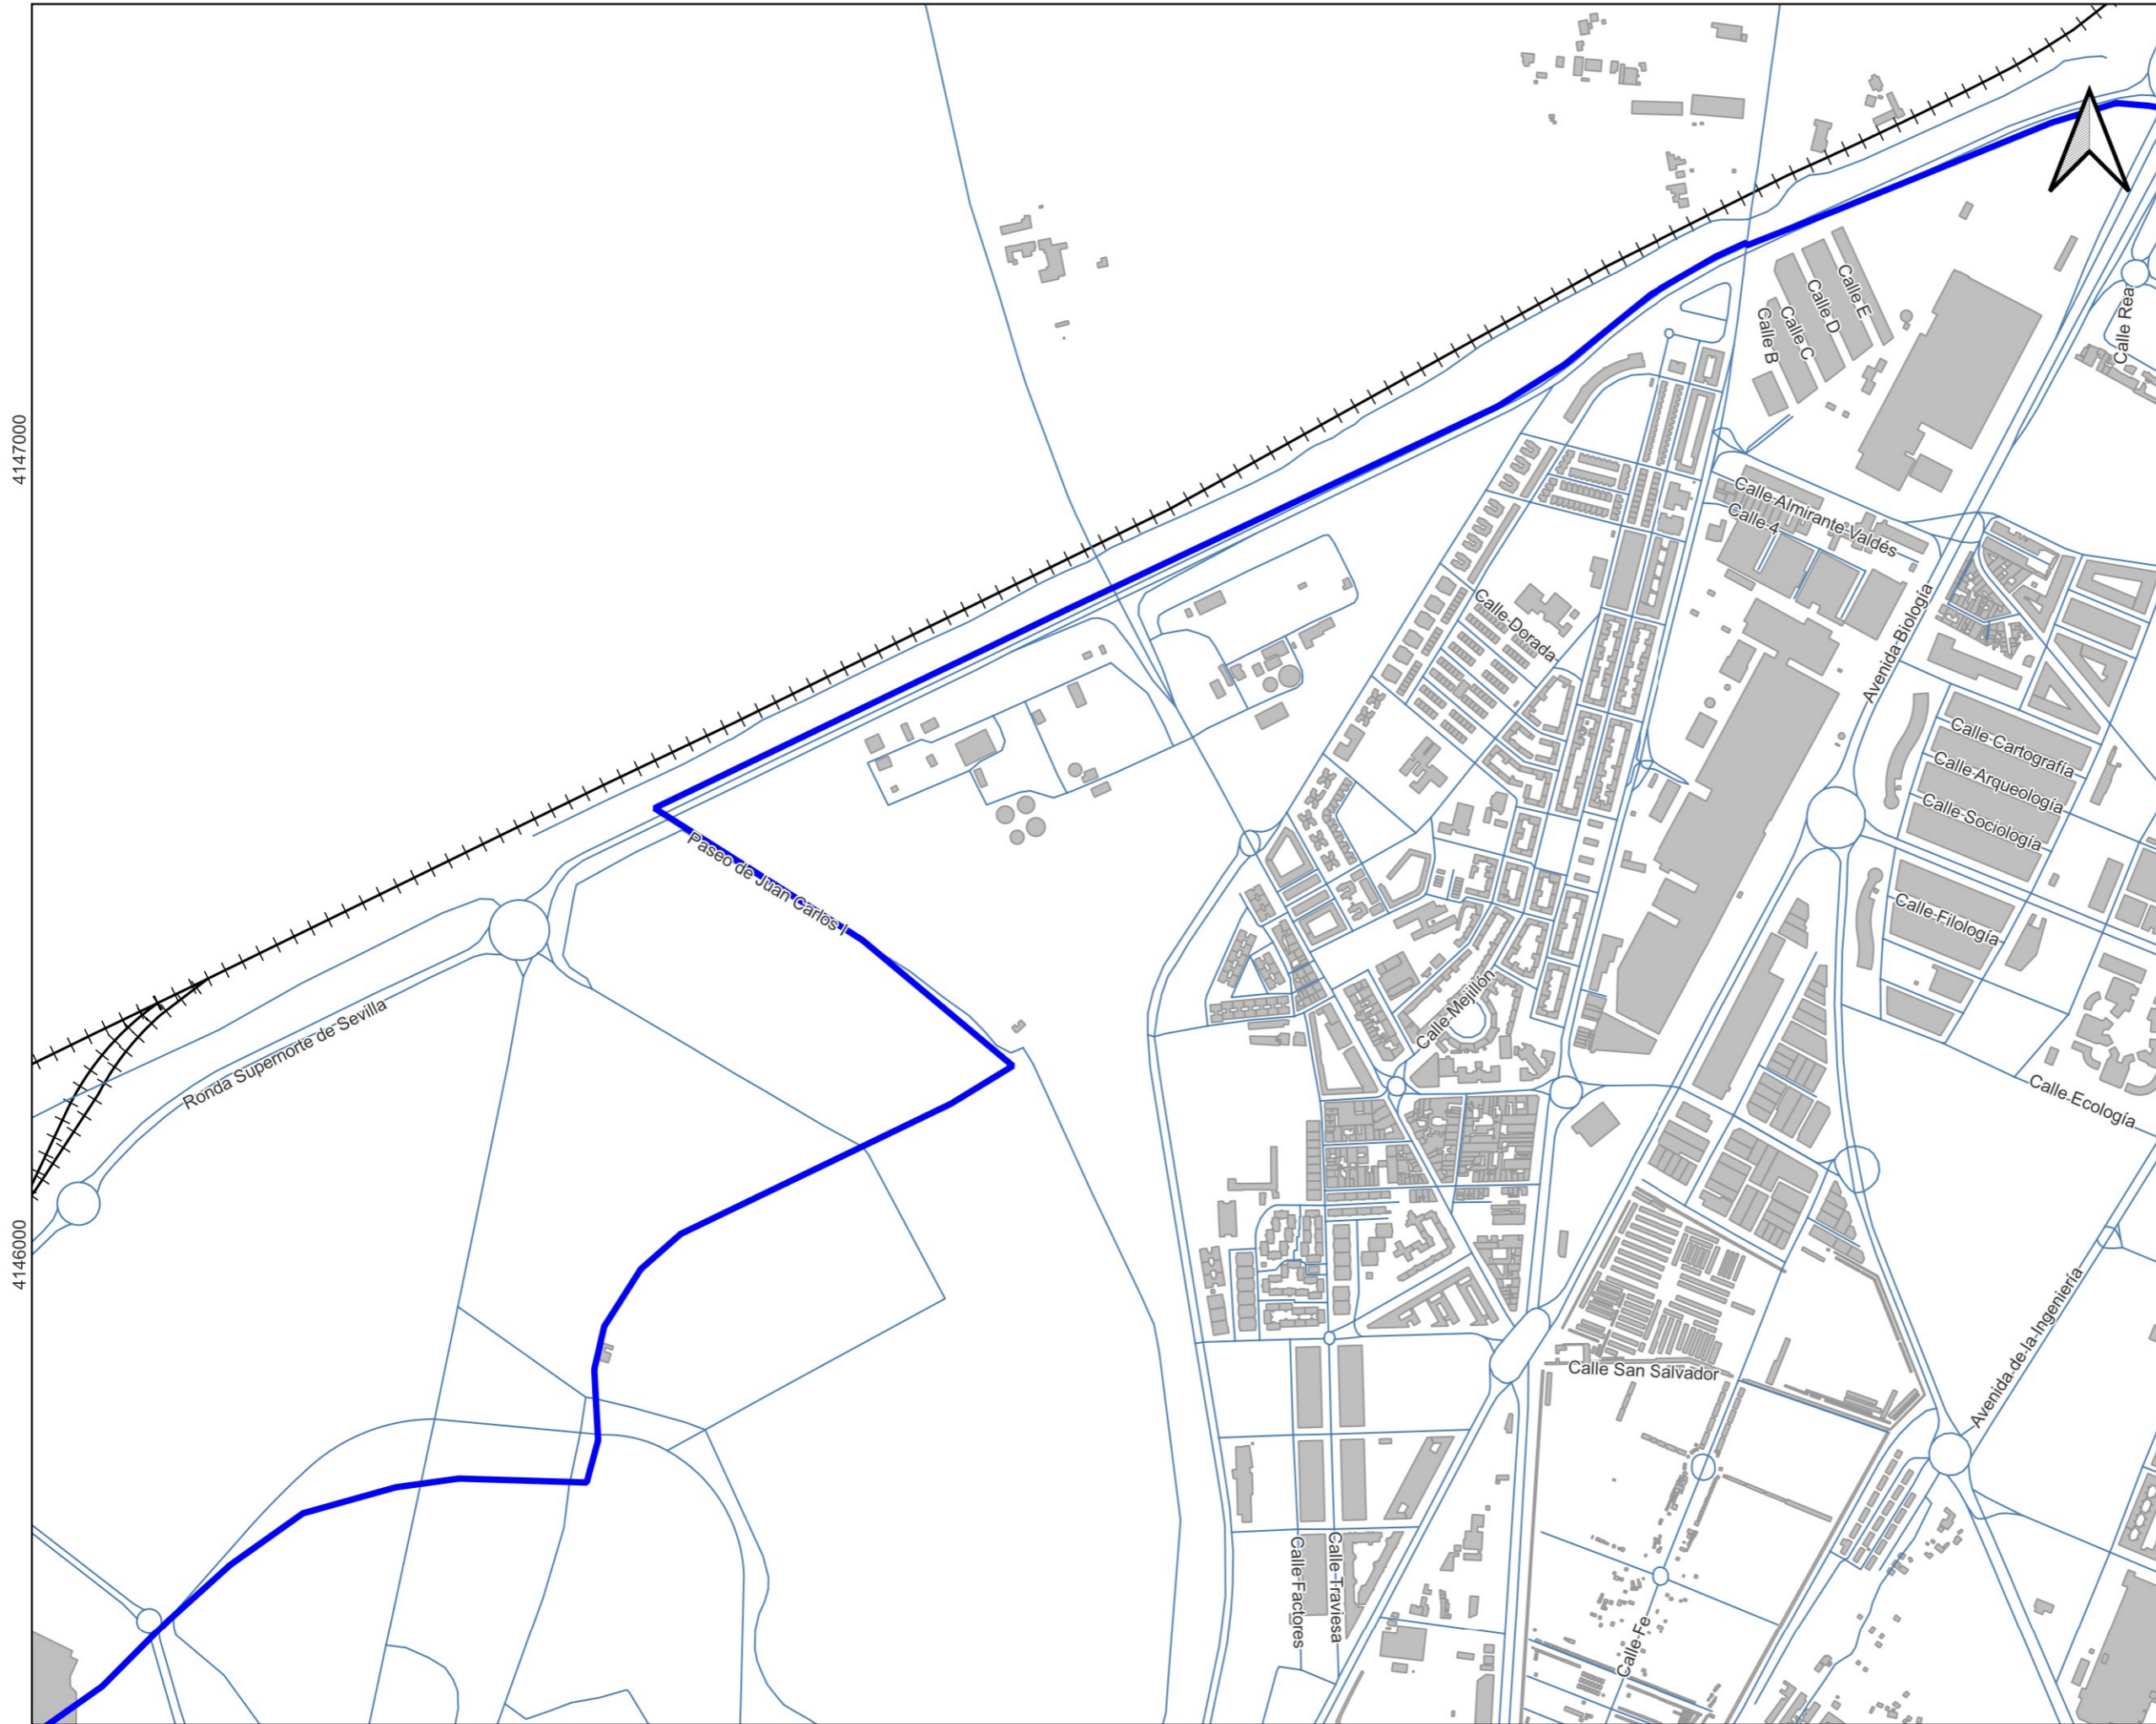 Calle E
Calle D
Calle C
Calle B
Calle Rea
4147000
Calle Almirante Valdés
Calle 4
Calle Dorada
Avenida Biología
Calle Cartografía
Calle Arqueología
Calle Sociología
Paseo de Juan Carlos I
Calle Filología
Calle Mejillón
Ronda Supernorte de Sevilla
Calle Ecología
4146000
Avenida de la Ingeniería
Calle San Salvador
Calle Factores
Calle Traviesa
Calle Fe